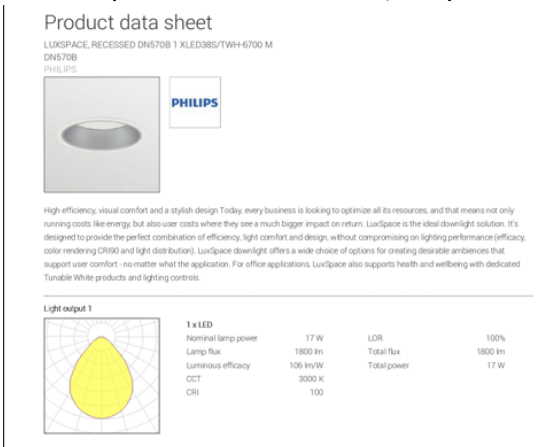 Product data sheet
LUXSPACE, RECESSED DN570B 1 XLED38S/TWH-6700 M
DN570B
PHILIPS
PHILIPS
High efficiency, visual comfort and a stylish design Today, every business is looking to optimize all its resources, and that means not only
running costs like energy, but also user costs where they see a much bigger impact on return. LuxSpace is the ideal downlight solution. It's
designed to provide the perfect combination of efficiency, light comfort and design, without compromising on lighting performance (efficacy,
color rendering CRI90 and light distribution). LuxSpace downlight offers a wide choice of options for creating desirable ambiences that
support user comfort - no matter what the application. For office applications, LuxSpace also supports health and wellbeing with dedicated
Tunable White products and lighting controls.
Light output 1
1 x LED
Nominal lamp power 17 W LOR 100%
Lamp flux 1800 lm Total flux 1800 lm
Luminous efficacy 106 lm/W Total power 17 W
CCT 3000 K
CRI 100